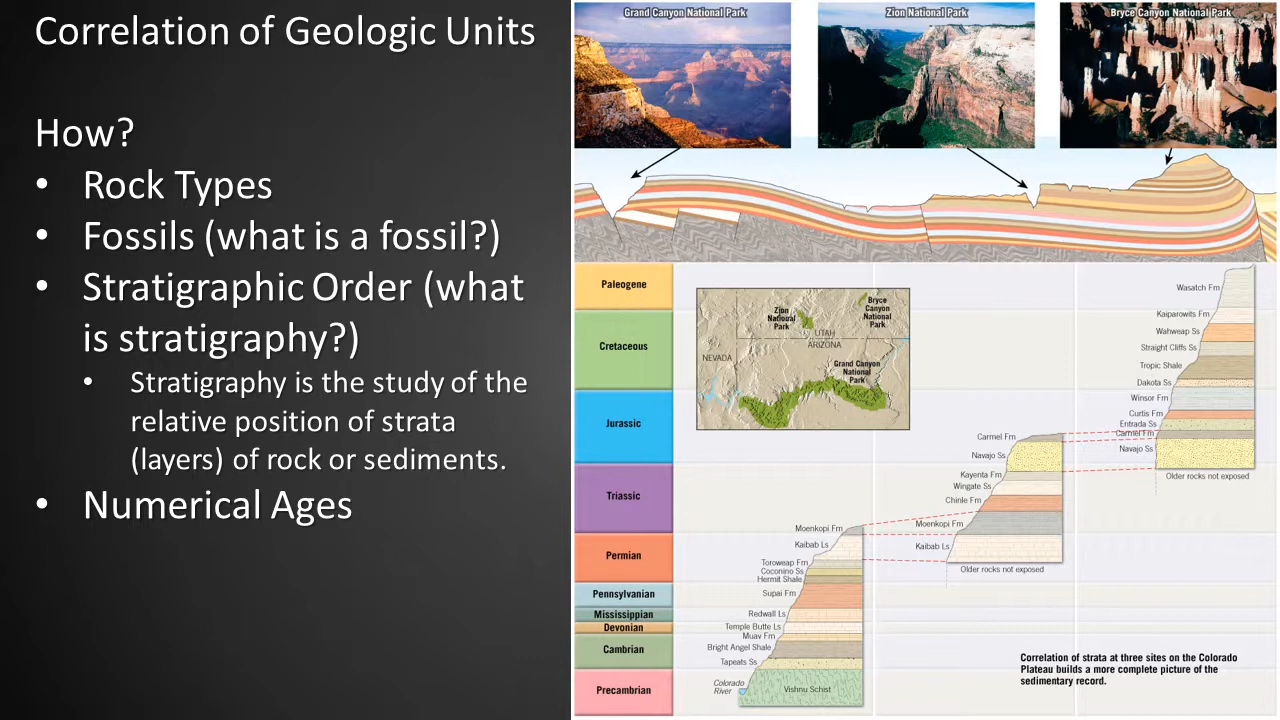 Correlation of Geologic Units
How?
• Rock Types
• Fossils (what is a fossil?)
• Stratigraphic Order (what
is stratigraphy?)
• Stratigraphy is the study of the
relative position of strata
(layers) of rock or sediments.
• Numerical Ages
Grand Canyon National Park
Zion National Park
Bryce Canyon National Park
Paleogene
Cretaceous
Jurassic
Triassic
Permian
Pennsylvanian
Mississippian
Devonian
Cambrian
Precambrian
Zion
National
Park
Bryce
Canyon
National
Park
UTAH
ARIZONA
NEVADA
Grand Canyon
National
Park
Moenkopi Fm
Kaibab Ls
Toroweap Fm
Coconino Ss
Hermit Shale
Supai Fm
Redwall Ls
Temple Butte Ls
Muav Fm
Bright Angel Shale
Tapeats Ss
Colorado
River
Vishnu Schist
Carmel Fm
Navajo Ss
Kayenta Fm
Wingate Ss
Chinle Fm
Moenkopi Fm
Kaibab Ls
Older rocks not exposed
Wasatch Fm
Kaiparowits Fm
Wahweap Ss
Straight Cliffs Ss
Tropic Shale
Dakota Ss
Winsor Fm
Curtis Fm
Entrada Ss
Carmel Fm
Navajo Ss
Older rocks not exposed
Correlation of strata at three sites on the Colorado
Plateau builds a more complete picture of the
sedimentary record.